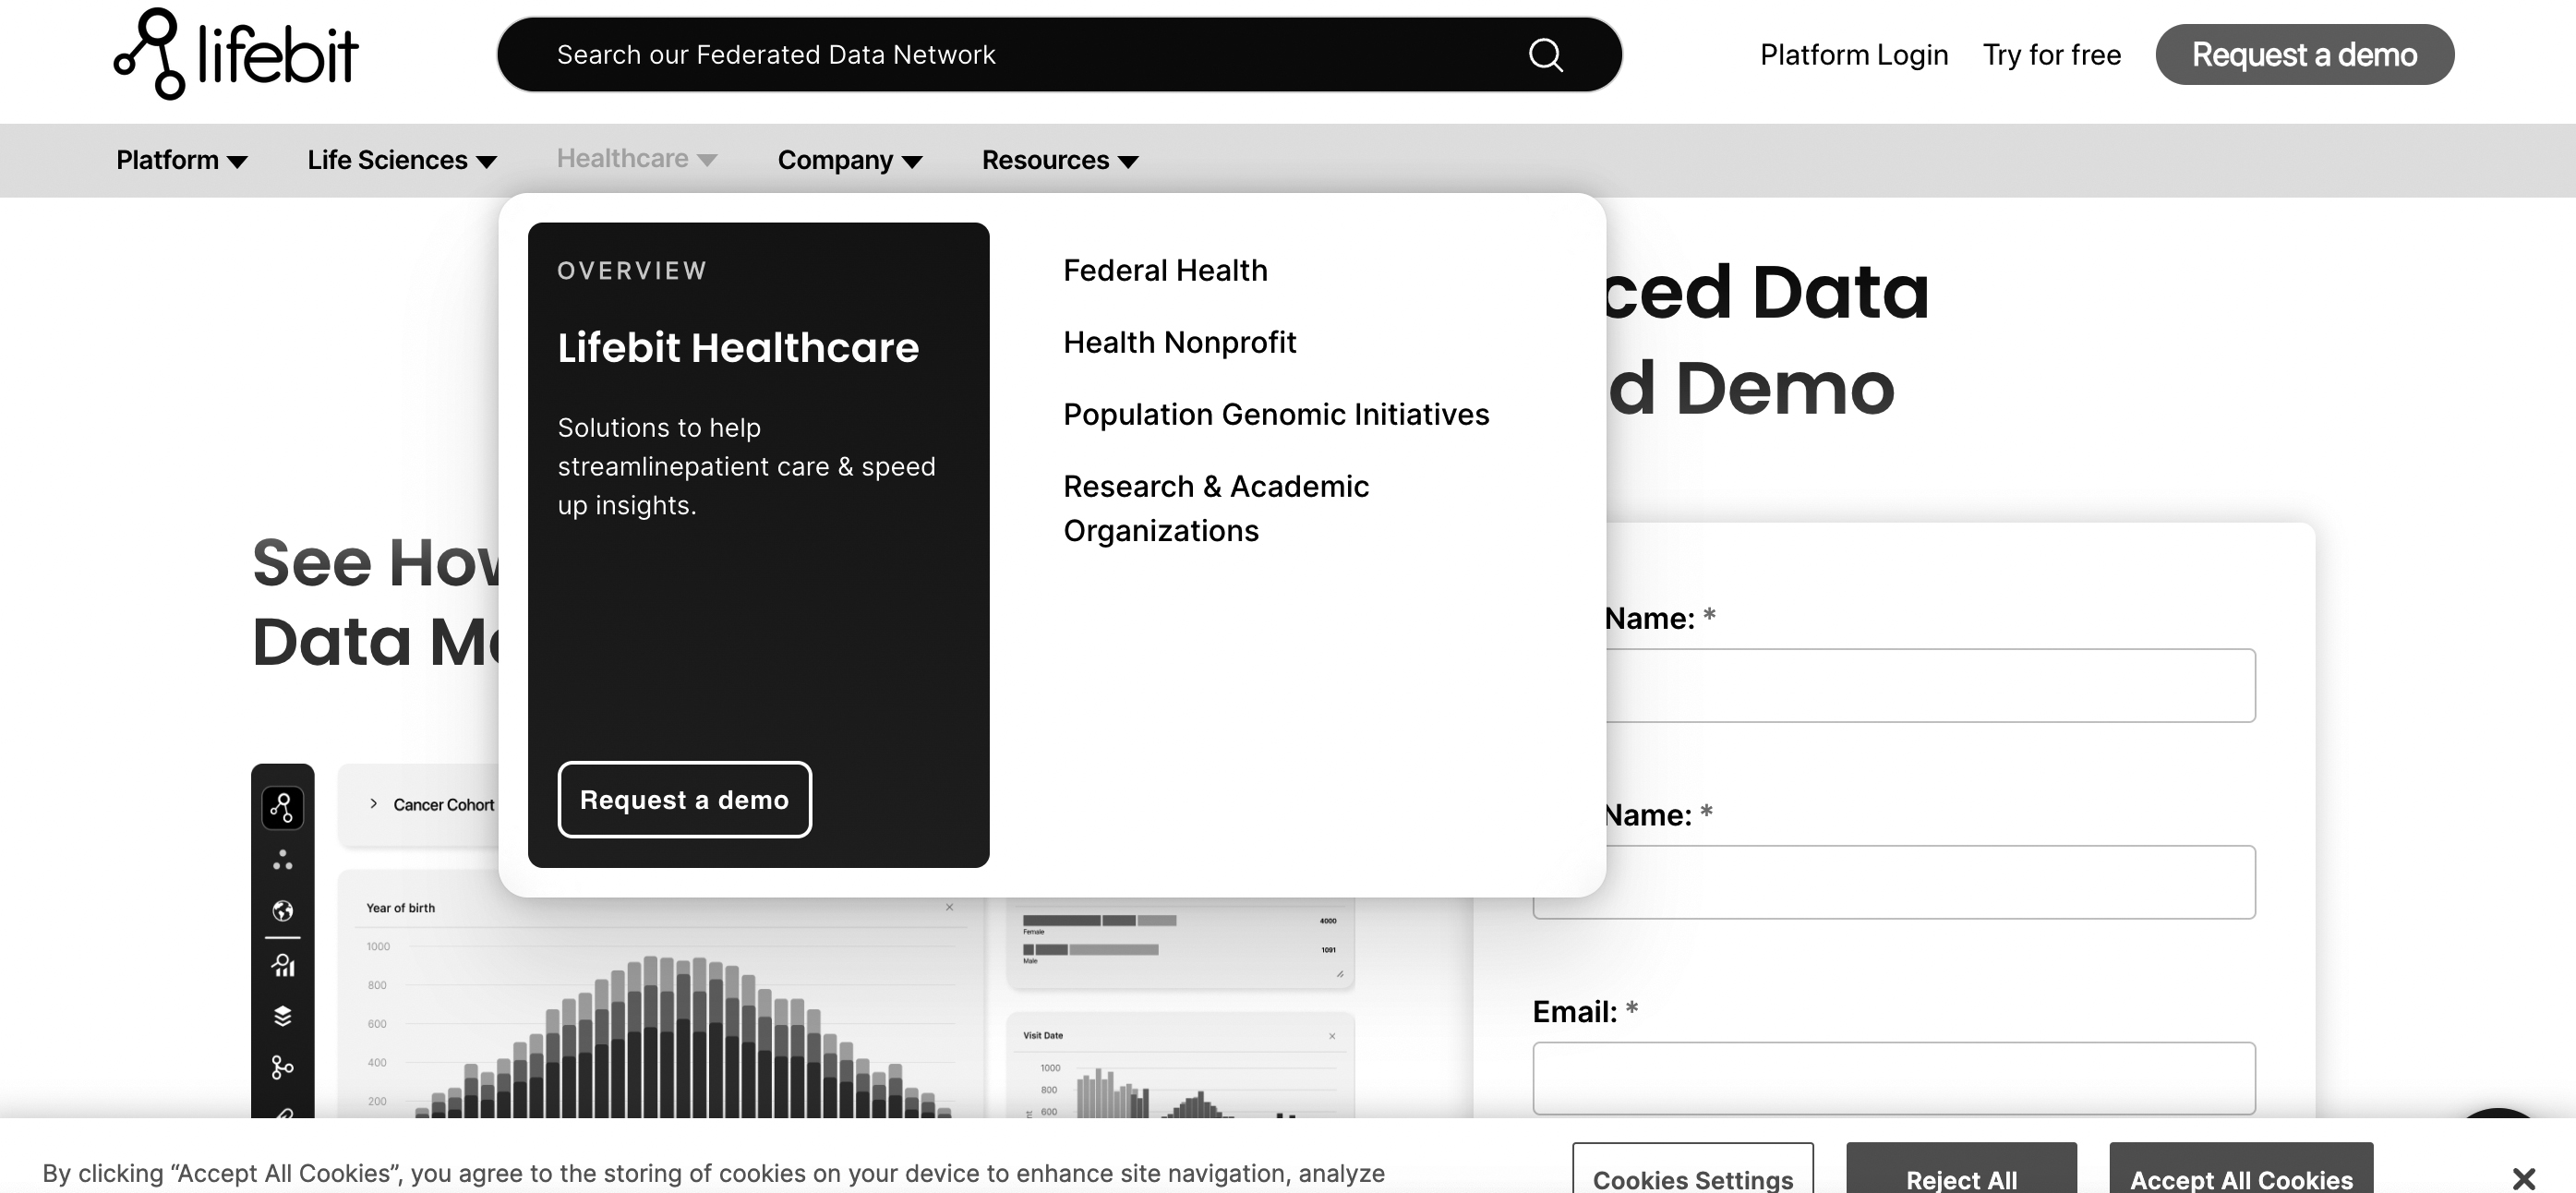 lifebit
Search our Federated Data Network
Platform Login
Try for free
Request a demo
Platform
Life Sciences
Healthcare
Company
Resources
OVERVIEW
Lifebit Healthcare
Solutions to help
streamlinepatient care & speed
up insights.
Request a demo
Federal Health
Health Nonprofit
Population Genomic Initiatives
Research & Academic
Organizations
ced Data
d Demo
See How
Data Mo
Cancer Cohort
Year of birth
1000
800
600
400
200
4000
Female
1091
Male
Visit Date
1000
800
600
Name: *
Name: *
Email: *
By clicking “Accept All Cookies”, you agree to the storing of cookies on your device to enhance site navigation, analyze
Cookies Settings
Reject All
Accept All Cookies